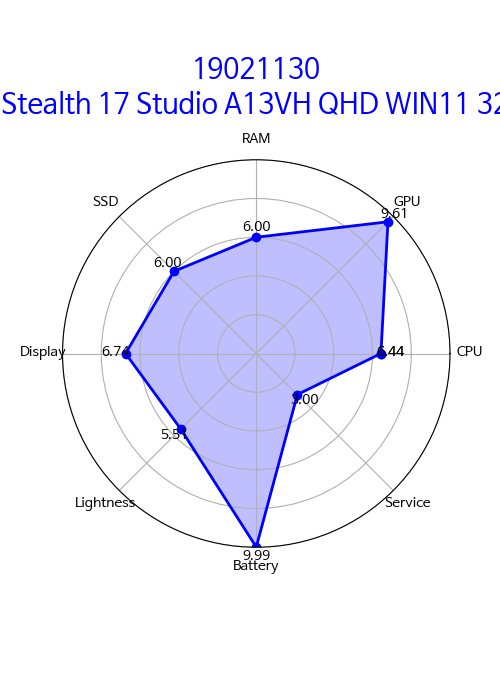 19021130
Stealth 17 Studio A13VH QHD WIN11 32
RAM
SSD
GPU
9.61
6.00
6.00
Display
6.74
6.44
CPU
3.00
5.51
Lightness
Service
9.99
Battery